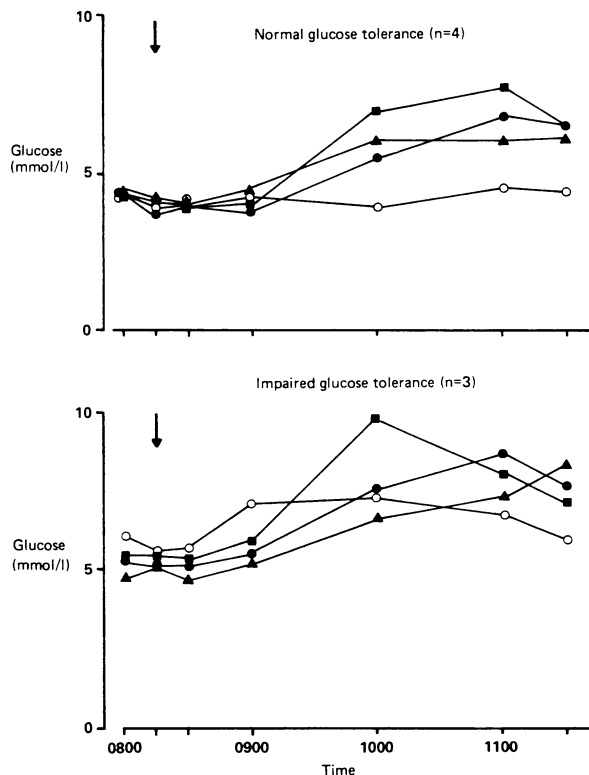 10
Normal glucose tolerance (n=4)
Glucose
(mmol/l)
5
0
Impaired glucose tolerance (n=3)
10
Glucose
(mmol/l)
5
0
0800 0900 1000 1100
Time